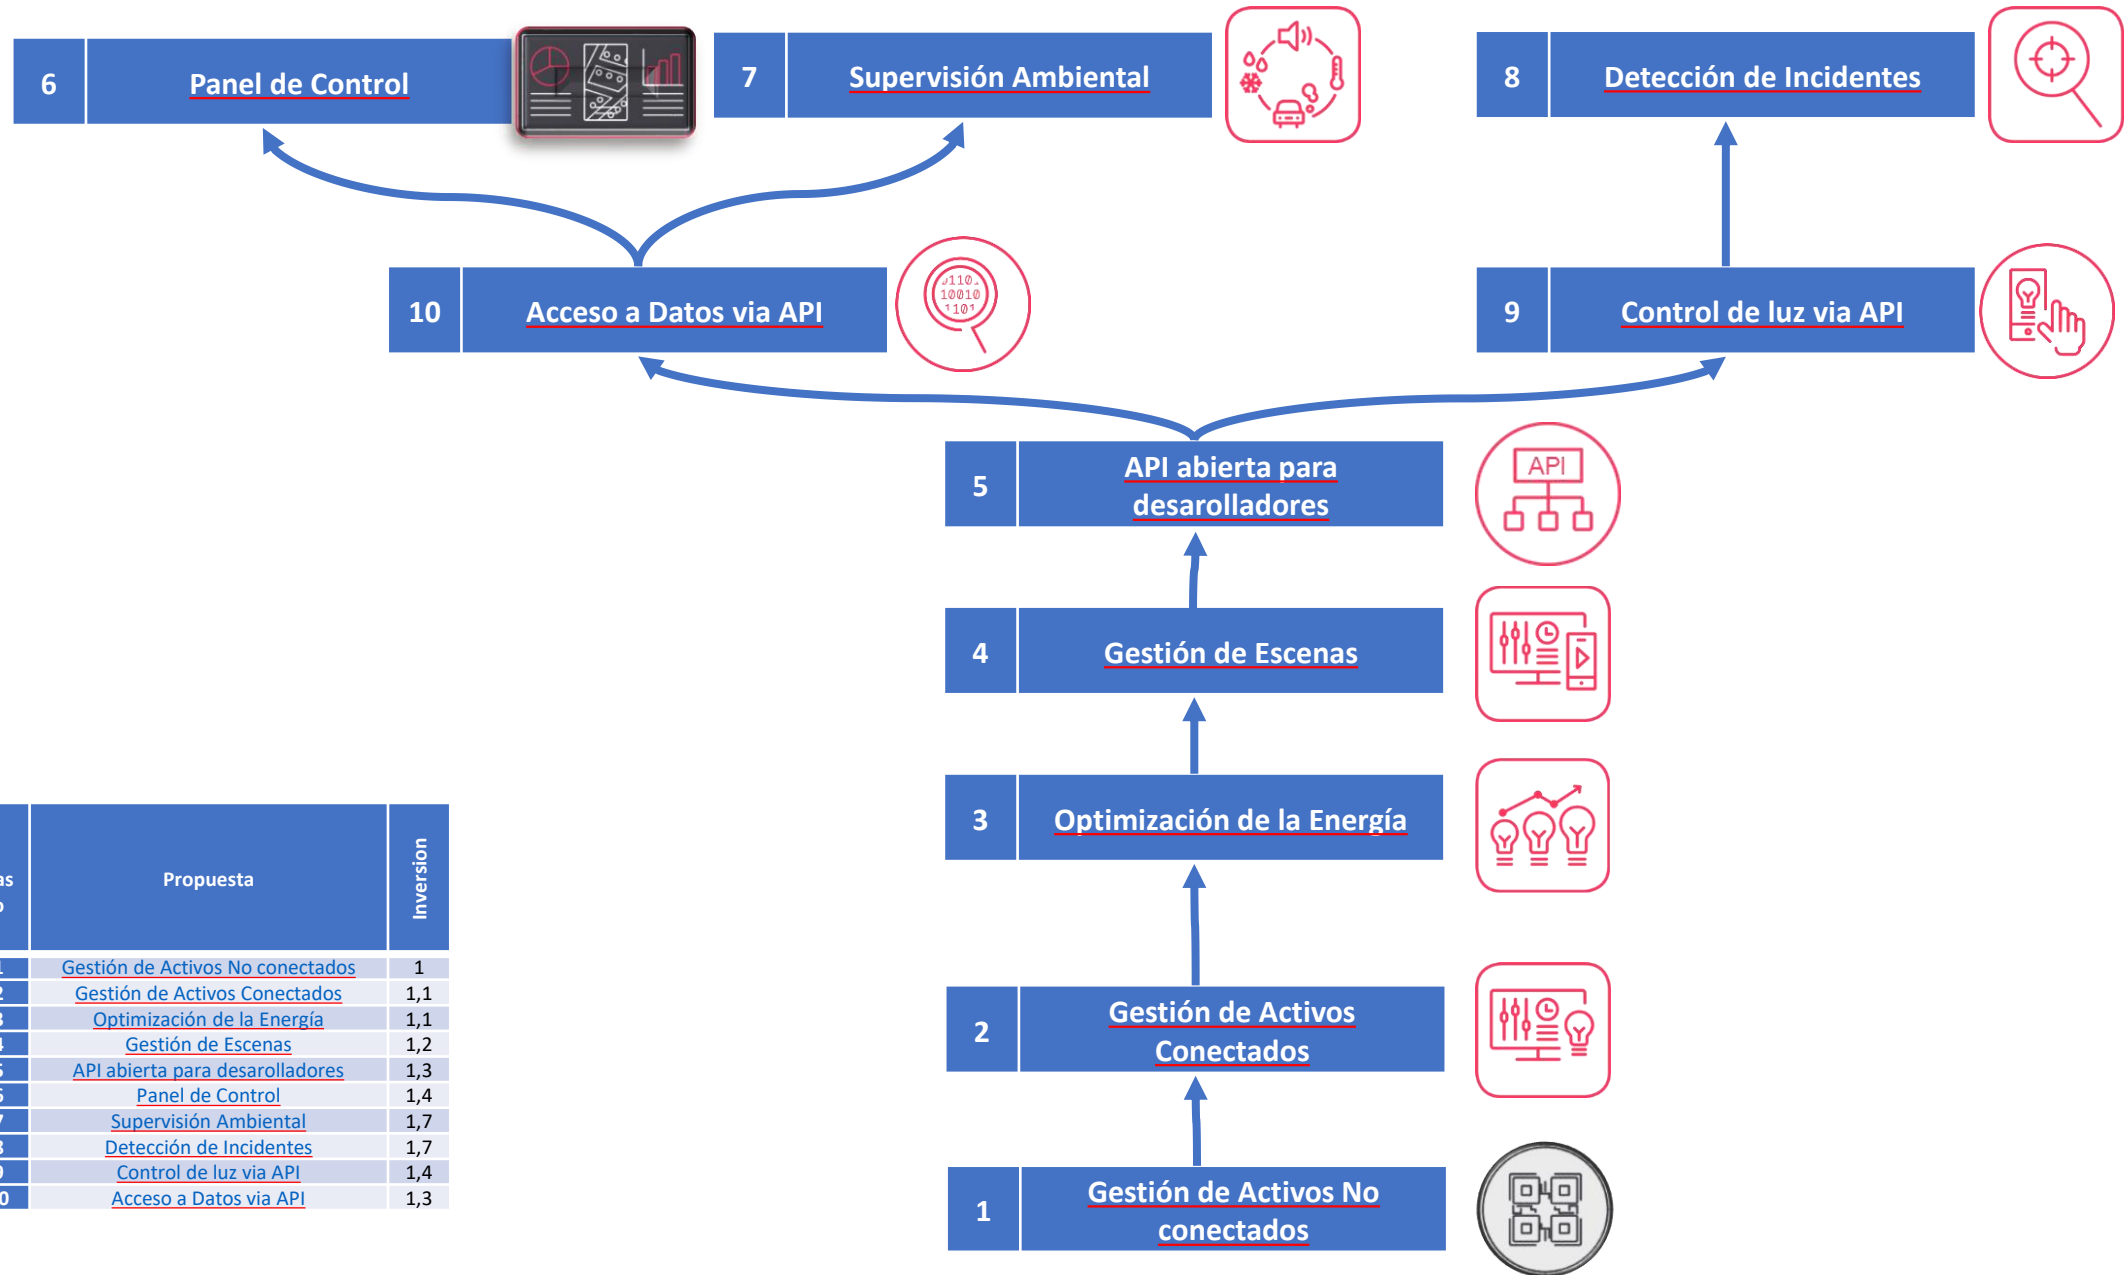 6 Panel de Control
7 Supervisión Ambiental
8 Detección de Incidentes
10 Acceso a Datos via API
10010
9 Control de luz via API
5 API abierta para
desarolladores
API
4 Gestión de Escenas
3 Optimización de la Energía
2 Gestión de Activos
Conectados
1 Gestión de Activos No
conectados
Propuesta Inversion
Gestión de Activos No conectados 1
Gestión de Activos Conectados 1,1
Optimización de la Energía 1,1
Gestión de Escenas 1,2
API abierta para desarolladores 1,3
Panel de Control 1,4
Supervisión Ambiental 1,7
Detección de Incidentes 1,7
Control de luz via API 1,4
Acceso a Datos via API 1,3